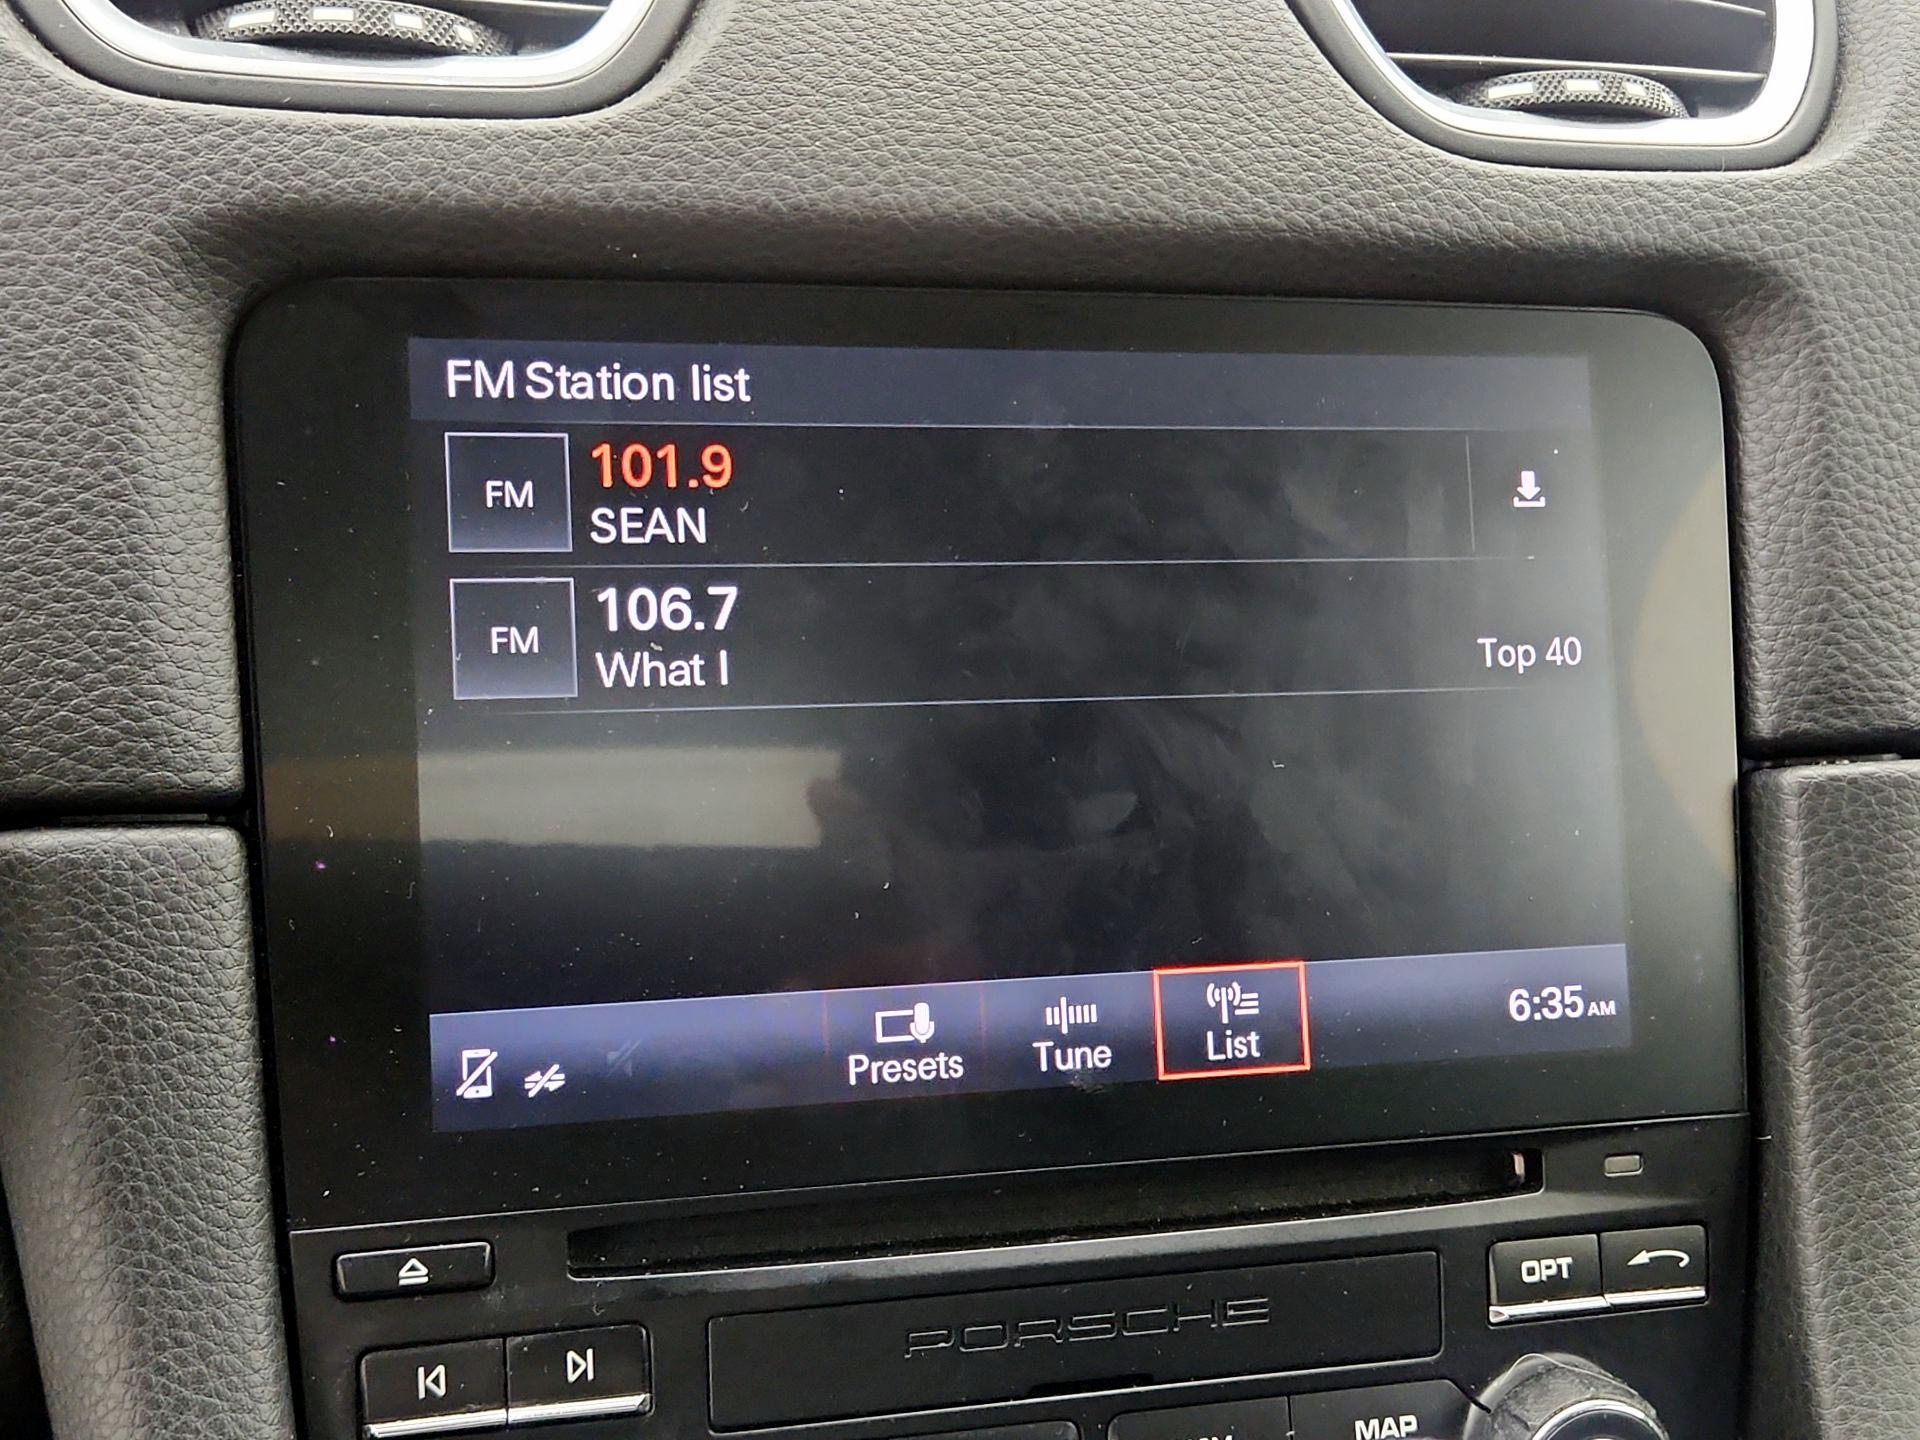 FM Station list
FM
101.9
SEAN
FM
106.7
What I
Top 40
Presets
Tune
List
6:35 AM
OPT
PORSCHE
MAP